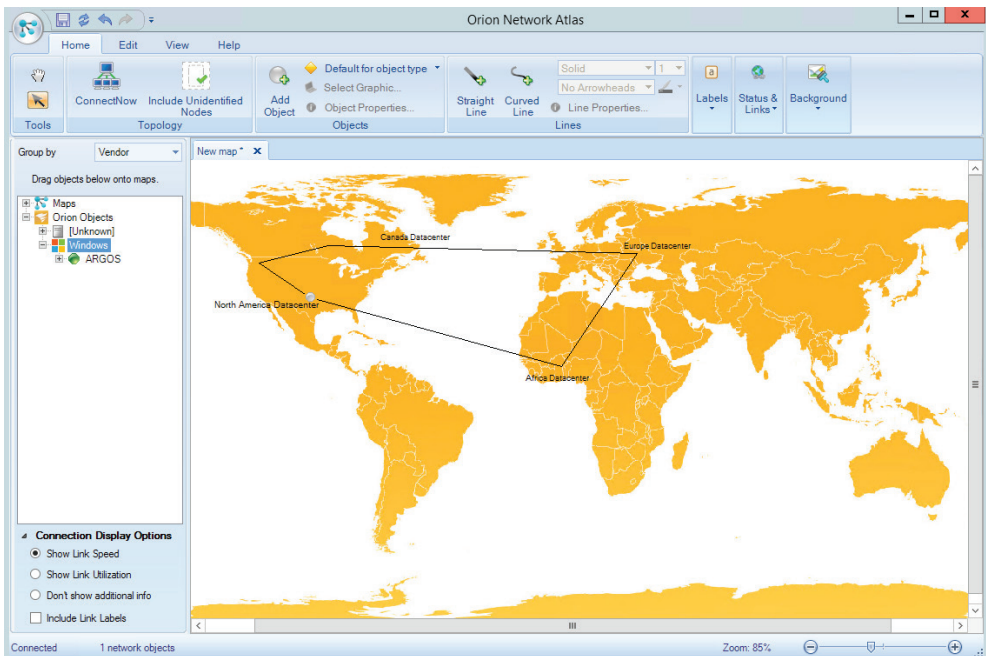 Orion Network Atlas
Home Edit View Help
ConnectNow
Include Unidentified
Nodes
Add
Object
Default for object type
Select Graphic...
Object Properties...
Straight
Line
Curved
Line
Solid 1
No Arrowheads
Line Properties...
Labels
Status &
Links
Background
Tools Topology Objects Lines
Group by Vendor
New map * x
Drag objects below onto maps.
Maps
Orion Objects
[Unknown]
Windows
ARGOS
Canada Datacenter
Europe Datacenter
North America Datacenter
Africa Datacenter
Connection Display Options
Show Link Speed
Show Link Utilization
Don't show additional info
Include Link Labels
Connected 1 network objects Zoom: 85%